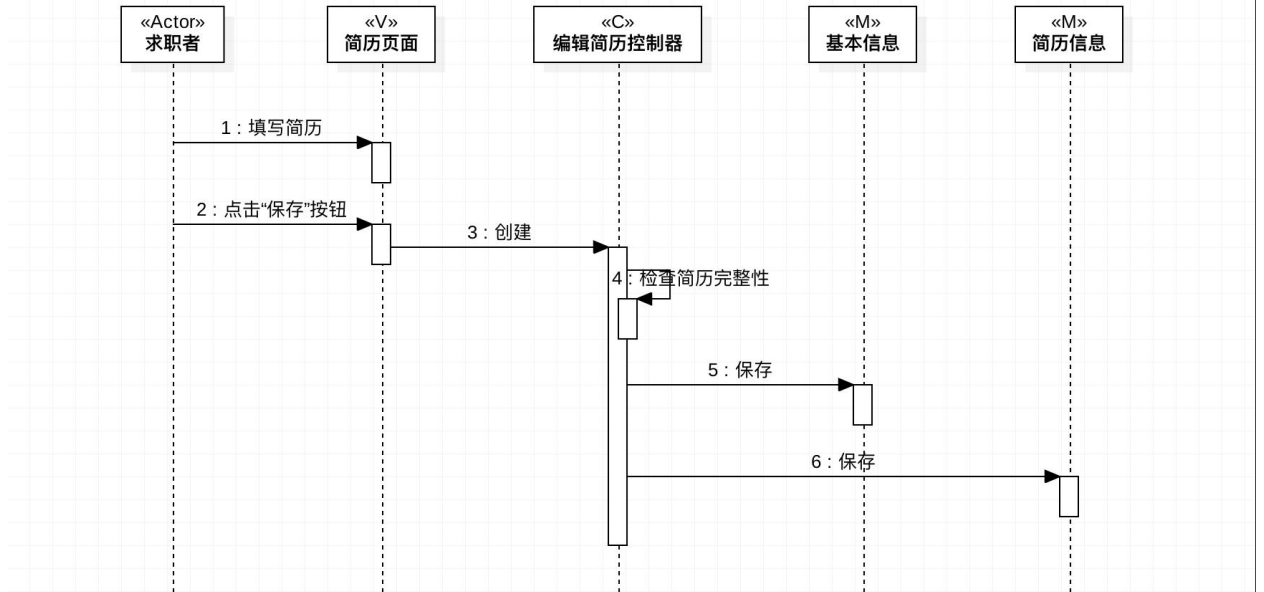 «Actor»
求职者
«V»
简历页面
«C»
编辑简历控制器
«M»
基本信息
«M»
简历信息
1 : 填写简历
2 : 点击“保存”按钮
3 : 创建
4 : 检查简历完整性
5 : 保存
6 : 保存